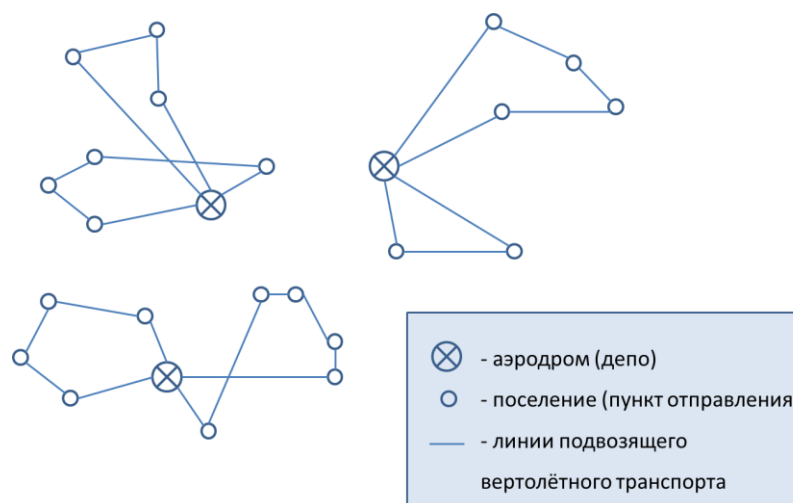 - аэродром (депо)
- поселение (пункт отправления
- линии подвозящего
вертолётного транспорта